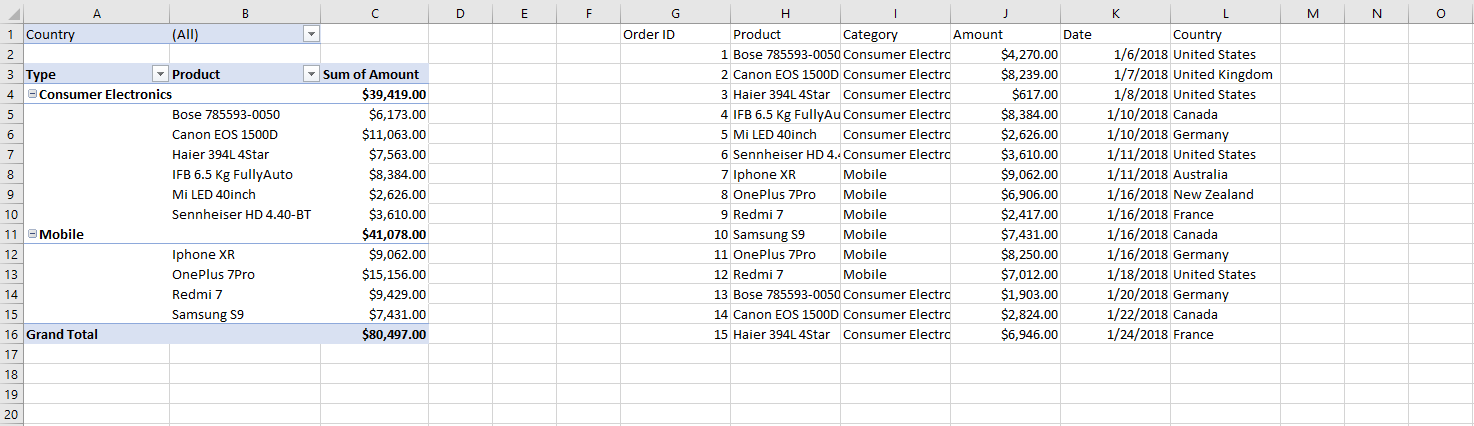 A B C D E F G H I J K L M N O
1 Country (All) Order ID Product Category Amount Date Country
2 1 Bose 785593-0050 Consumer Electro $4,270.00 1/6/2018 United States
3 Type Product Sum of Amount 2 Canon EOS 1500D Consumer Electro $8,239.00 1/7/2018 United Kingdom
4 Consumer Electronics $39,419.00 3 Haier 394L 4Star Consumer Electro $617.00 1/8/2018 United States
5 Bose 785593-0050 $6,173.00 4 IFB 6.5 Kg FullyAu Consumer Electro $8,384.00 1/10/2018 Canada
6 Canon EOS 1500D $11,063.00 5 Mi LED 40inch Consumer Electro $2,626.00 1/10/2018 Germany
7 Haier 394L 4Star $7,563.00 6 Sennheiser HD 4.4 Consumer Electro $3,610.00 1/11/2018 United States
8 IFB 6.5 Kg FullyAuto $8,384.00 7 Iphone XR Mobile $9,062.00 1/11/2018 Australia
9 Mi LED 40inch $2,626.00 8 OnePlus 7Pro Mobile $6,906.00 1/16/2018 New Zealand
10 Sennheiser HD 4.40-BT $3,610.00 9 Redmi 7 Mobile $2,417.00 1/16/2018 France
11 Mobile $41,078.00 10 Samsung S9 Mobile $7,431.00 1/16/2018 Canada
12 Iphone XR $9,062.00 11 OnePlus 7Pro Mobile $8,250.00 1/16/2018 Germany
13 OnePlus 7Pro $15,156.00 12 Redmi 7 Mobile $7,012.00 1/18/2018 United States
14 Redmi 7 $9,429.00 13 Bose 785593-0050 Consumer Electro $1,903.00 1/20/2018 Germany
15 Samsung S9 $7,431.00 14 Canon EOS 1500D Consumer Electro $2,824.00 1/22/2018 Canada
16 Grand Total $80,497.00 15 Haier 394L 4Star Consumer Electro $6,946.00 1/24/2018 France
17
18
19
20